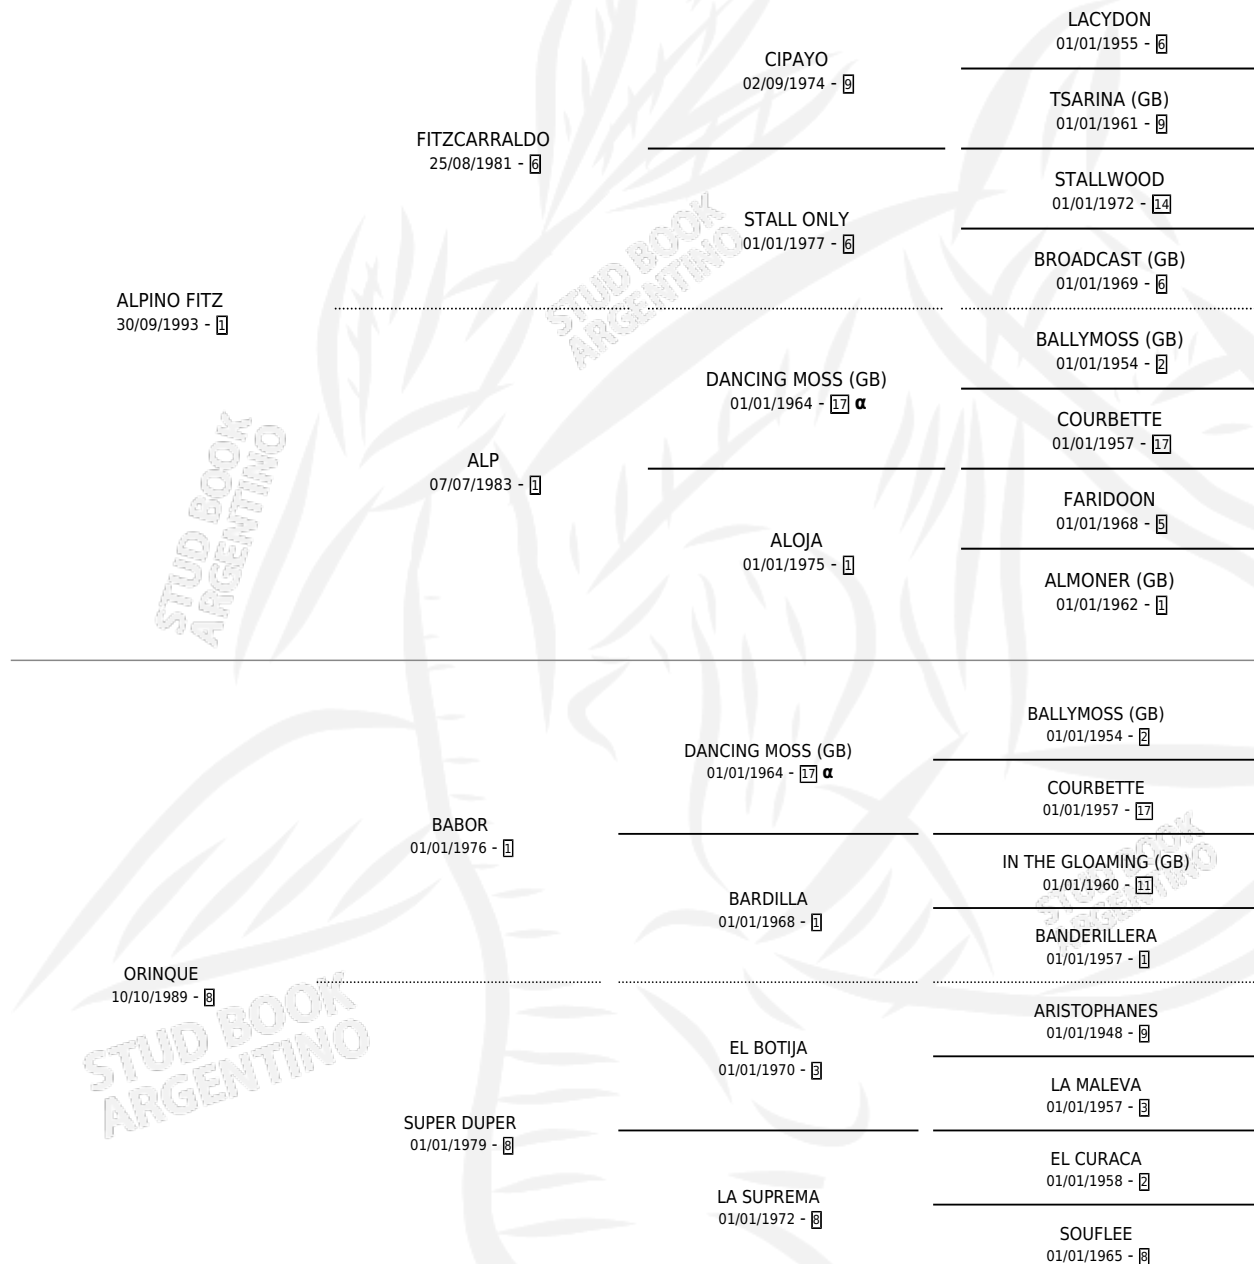 LACYDON
01/01/1955 - 6
CIPAYO
02/09/1974 - 9
TSARINA (GB)
01/01/1961 - 9
FITZCARRALDO
25/08/1981 - 6
STALLWOOD
01/01/1972 - 14
STALL ONLY
01/01/1977 - 6
BROADCAST (GB)
01/01/1969 - 6
STUD BOOK
ARGENTINO
ALPINO FITZ
30/09/1993 - 1
BALLYMOSS (GB)
01/01/1954 - 2
DANCING MOSS (GB)
01/01/1964 - 17 α
COURBETTE
01/01/1957 - 17
ALP
07/07/1983 - 1
FARIDOON
01/01/1968 - 5
ALOJA
01/01/1975 - 1
ALMONER (GB)
01/01/1962 - 1
STUD BOOK
ARGENTINO
BALLYMOSS (GB)
01/01/1954 - 2
DANCING MOSS (GB)
01/01/1964 - 17 α
COURBETTE
01/01/1957 - 17
BABOR
01/01/1976 - 1
IN THE GLOAMING (GB)
01/01/1960 - 11
STUD BOOK
ARGENTINO
BARDILLA
01/01/1968 - 1
BANDERILLERA
01/01/1957 - 1
ORINQUE
10/10/1989 - 8
ARISTOPHANES
01/01/1948 - 9
STUD BOOK
ARGENTINO
EL BOTIJA
01/01/1970 - 3
LA MALEVA
01/01/1957 - 3
SUPER DUPER
01/01/1979 - 8
EL CURACA
01/01/1958 - 2
LA SUPREMA
01/01/1972 - 8
SOUFLEE
01/01/1965 - 8